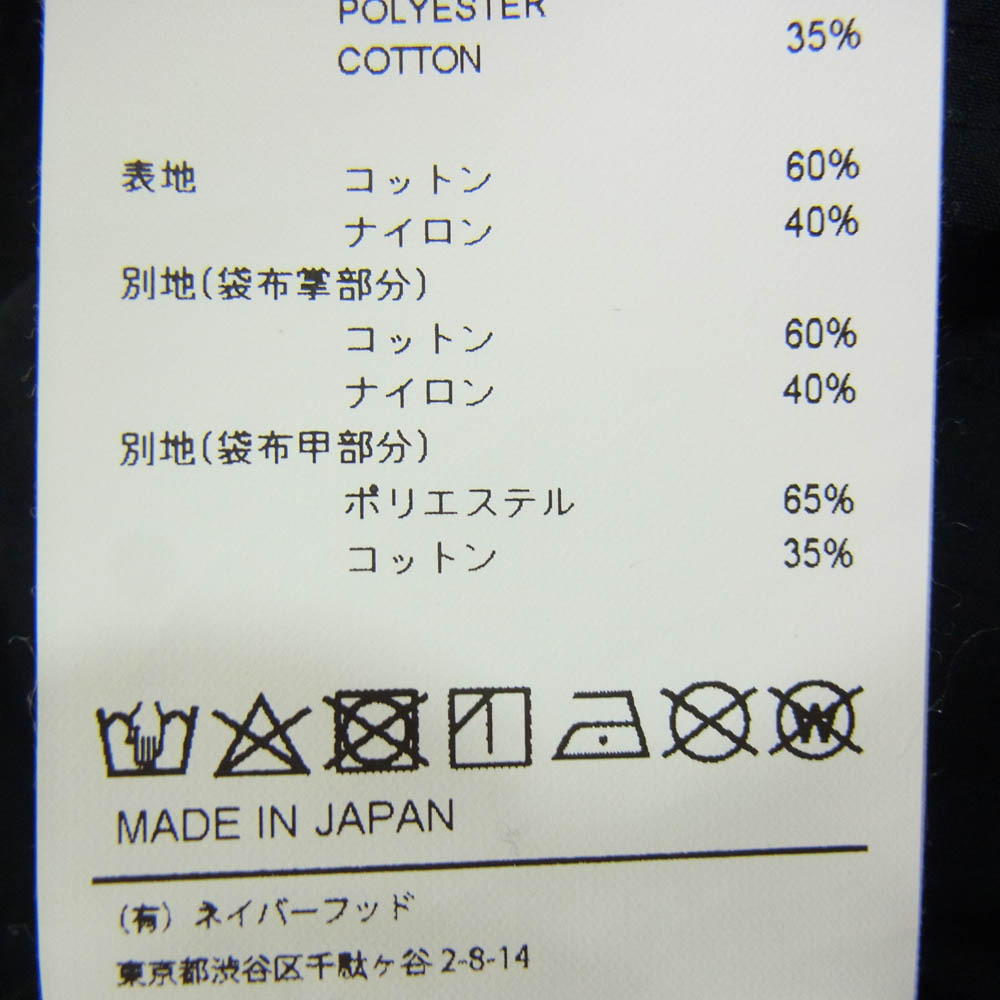 POLYESTER
COTTON 35%
表地 コットン 60%
ナイロン 40%
別地(袋布掌部分)
コットン 60%
ナイロン 40%
別地(袋布甲部分)
ポリエステル 65%
コットン 35%
W
MADE IN JAPAN
(有) ネイバーフッド
東京都渋谷区千駄ヶ谷 2-8-14